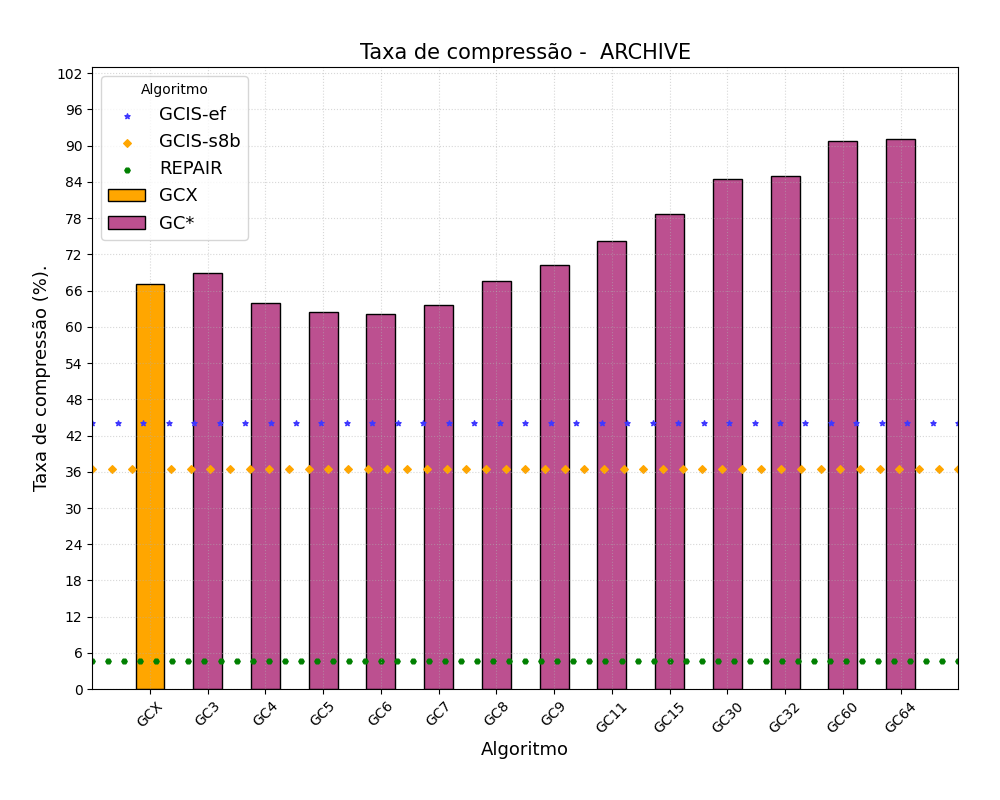 Taxa de compressão -  ARCHIVE
Taxa de compressão (%).
102
96
90
84
78
72
66
60
54
48
42
36
30
24
18
12
6
0
Algoritmo
GCIS-ef
GCIS-s8b
REPAIR
GCX
GC*
GCX
GC3
GC4
GC5
GC6
GC7
GC8
GC9
GC11
GC15
GC30
GC32
GC60
GC64
Algoritmo